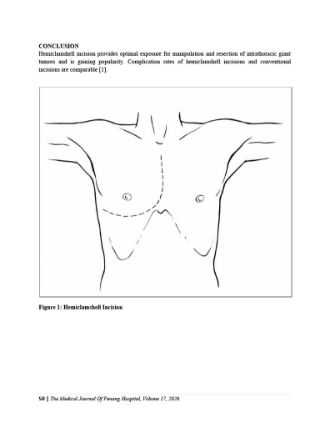 CONCLUSION
Hemiclamshell incision provides optimal exposure for manipulation and resection of intrathoracic giant
tumors and is gaining popularity. Complication rates of hemiclamshell incisions and conventional
incisions are comparable [1].
Figure 1: Hemiclamshell Incition
50 | The Medical Journal Of Penang Hospital, Volume 17, 2020.